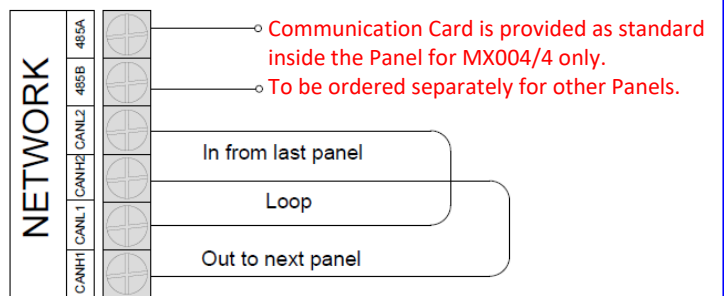 NETWORK
485A
485B
CANL2
CANH2
CANL1
CANH1
Communication Card is provided as standard
inside the Panel for MX004/4 only.
To be ordered separately for other Panels.
In from last panel
Loop
Out to next panel